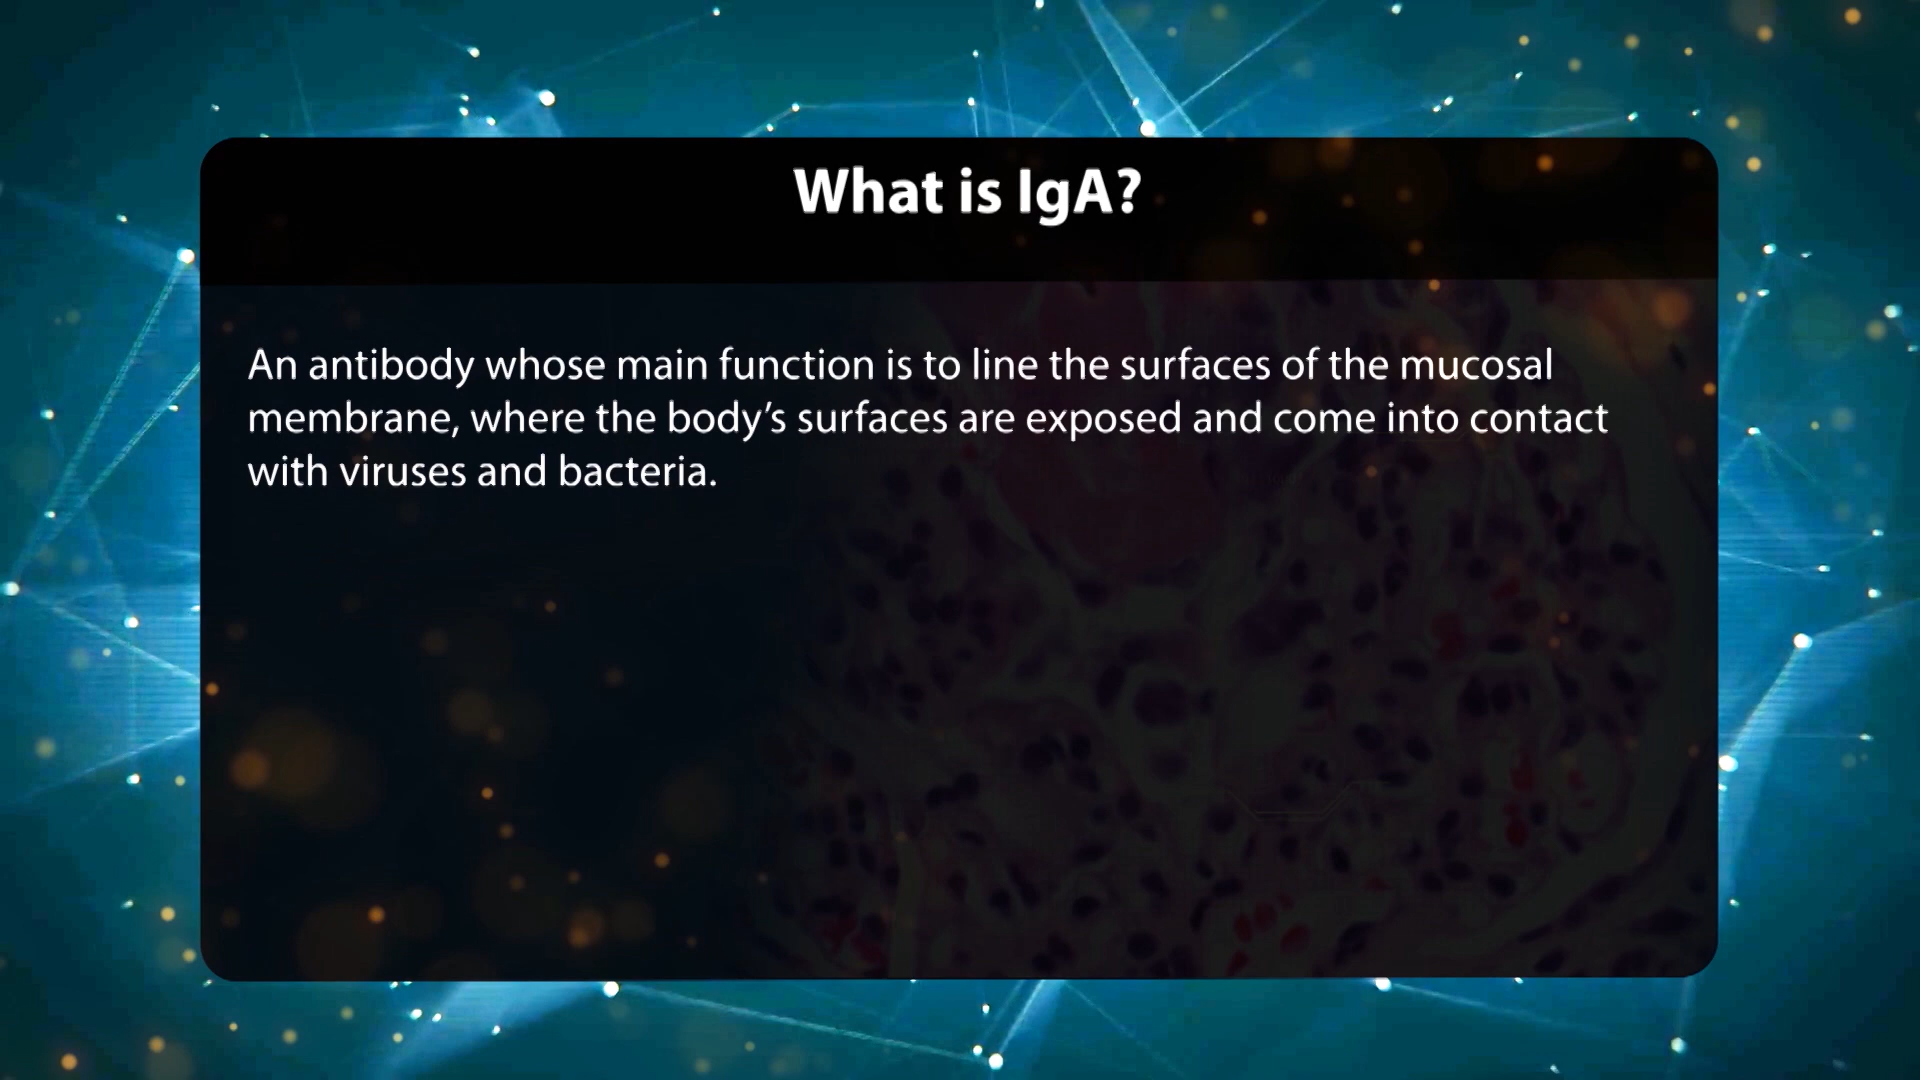 What is IgA?
An antibody whose main function is to line the surfaces of the mucosal
membrane, where the body’s surfaces are exposed and come into contact
with viruses and bacteria.